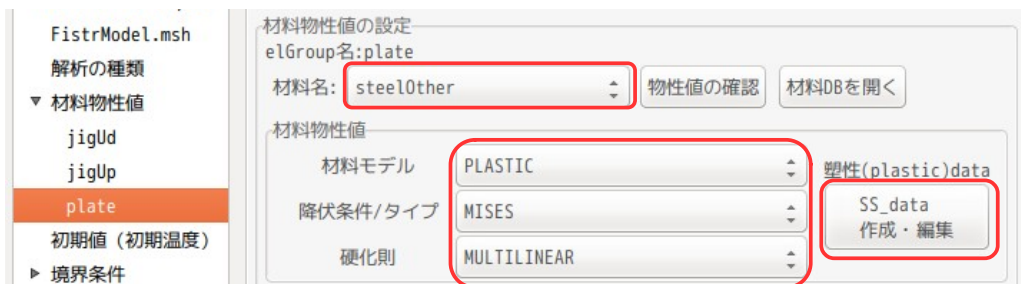 FistrModel.msh
解析の種類
▼ 材料物性値
jigUd
jigUp
plate
初期値（初期温度）
▶ 境界条件
材料物性値の設定
elGroup名:plate
材料名: steelOther 物性値の確認 材料DBを開く
材料物性値
材料モデル PLASTIC 塑性(plastic)data
降伏条件/タイプ MISES SS_data
作成・編集
硬化則 MULTILINEAR